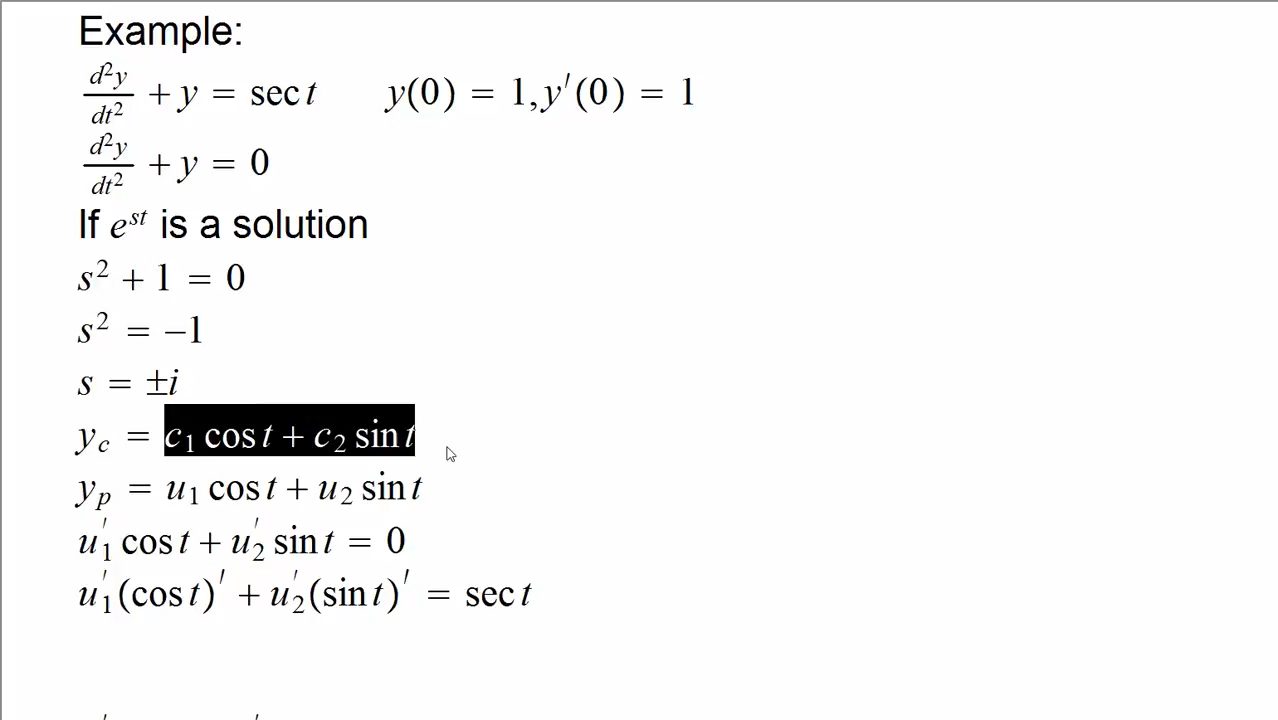 Example:
d²y/dt² + y = sec t y(0) = 1, y′(0) = 1
d²y/dt² + y = 0
If e^{st} is a solution
s² + 1 = 0
s² = −1
s = ±i
y_c = c₁ cos t + c₂ sin t
y_p = u₁ cos t + u₂ sin t
u₁′ cos t + u₂′ sin t = 0
u₁′(cos t)′ + u₂′(sin t)′ = sec t